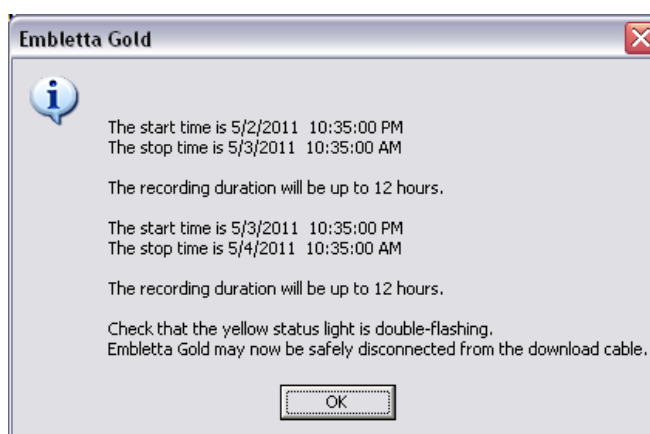 Embletta Gold
The start time is 5/2/2011 10:35:00 PM
The stop time is 5/3/2011 10:35:00 AM
The recording duration will be up to 12 hours.
The start time is 5/3/2011 10:35:00 PM
The stop time is 5/4/2011 10:35:00 AM
The recording duration will be up to 12 hours.
Check that the yellow status light is double-flashing.
Embletta Gold may now be safely disconnected from the download cable.
OK